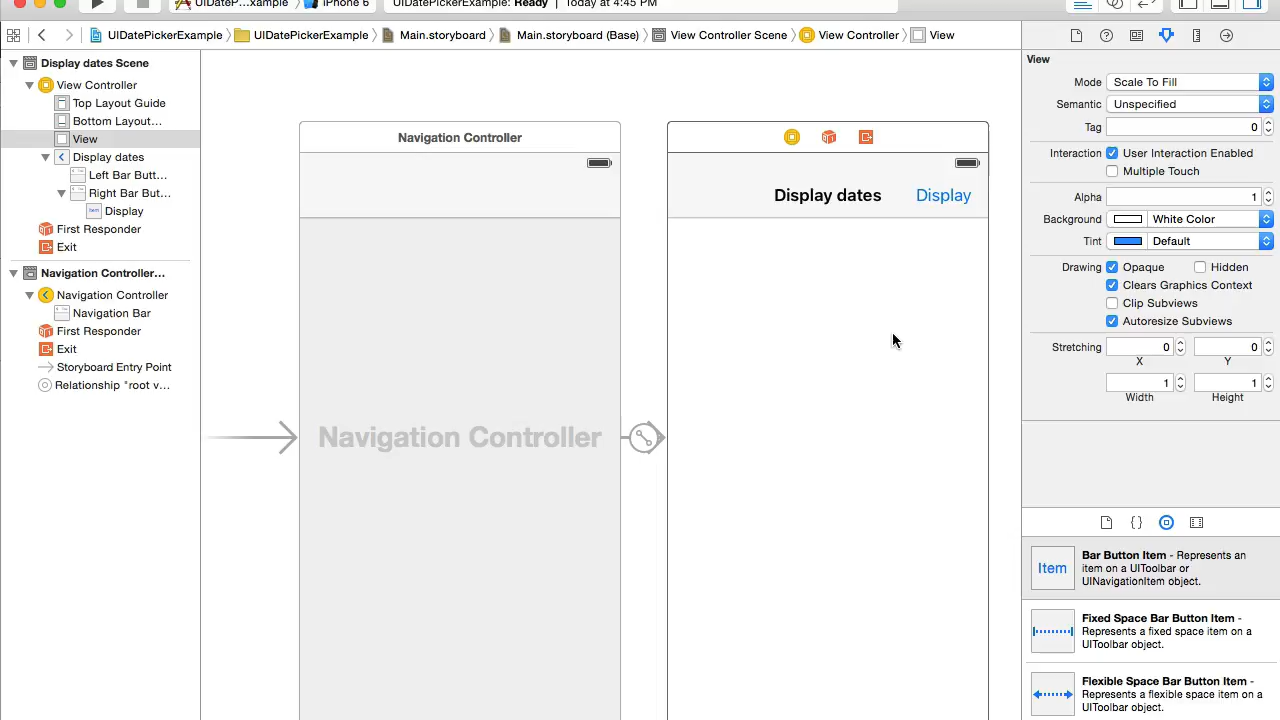 UIDatePicker...xample iPhone 6 UIDatePickerExample: Ready Today at 4:45 PM
UIDatePickerExample UIDatePickerExample Main.storyboard Main.storyboard (Base) View Controller Scene View Controller View
Display dates Scene
View Controller
Top Layout Guide
Bottom Layout...
View
Display dates
Left Bar Butt...
Right Bar But...
Display
First Responder
Exit
Navigation Controller...
Navigation Controller
Navigation Bar
First Responder
Exit
Storyboard Entry Point
Relationship "root v...
Navigation Controller
Navigation Controller
Display dates Display
View
Mode Scale To Fill
Semantic Unspecified
Tag 0
Interaction User Interaction Enabled
Multiple Touch
Alpha 1
Background White Color
Tint Default
Drawing Opaque Hidden
Clears Graphics Context
Clip Subviews
Autoresize Subviews
Stretching 0 0
X Y
1 1
Width Height
Item
Bar Button Item - Represents an
item on a UIToolbar or
UINavigationItem object.
Fixed Space Bar Button Item -
Represents a fixed space item on a
UIToolbar object.
Flexible Space Bar Button Item -
Represents a flexible space item on a
UIToolbar object.